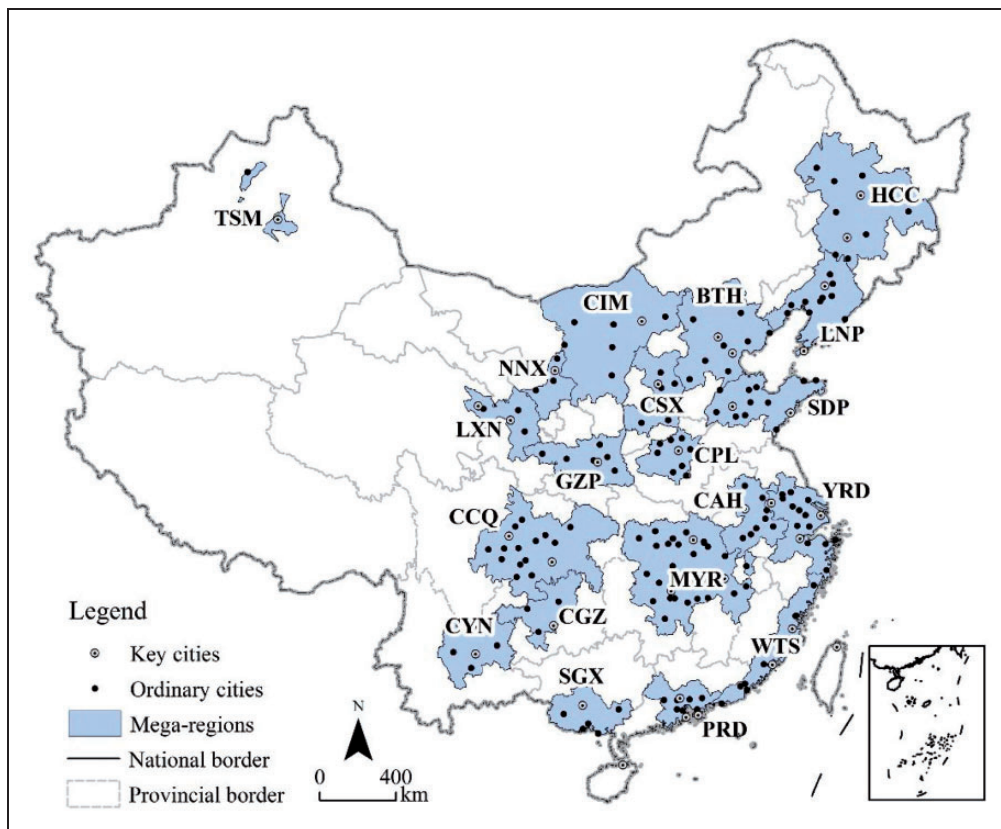 HCC
TSM
BTH
CIM
LNP
NNX
CSX
SDP
LXN
CPL
GZP
YRD
CAH
CCQ
MYR
CGZ
CYN
WTS
SGX
PRD
Legend
Key cities
Ordinary cities
Mega-regions
National border
Provincial border
N
0 400
km